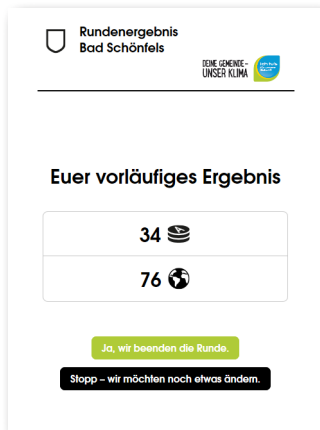 Rundenergebnis
Bad Schönfels
DEINE GEMEINDE –
UNSER KLIMA
Euer vorläufiges Ergebnis
34
76
Ja, wir beenden die Runde.
Stopp – wir möchten noch etwas ändern.